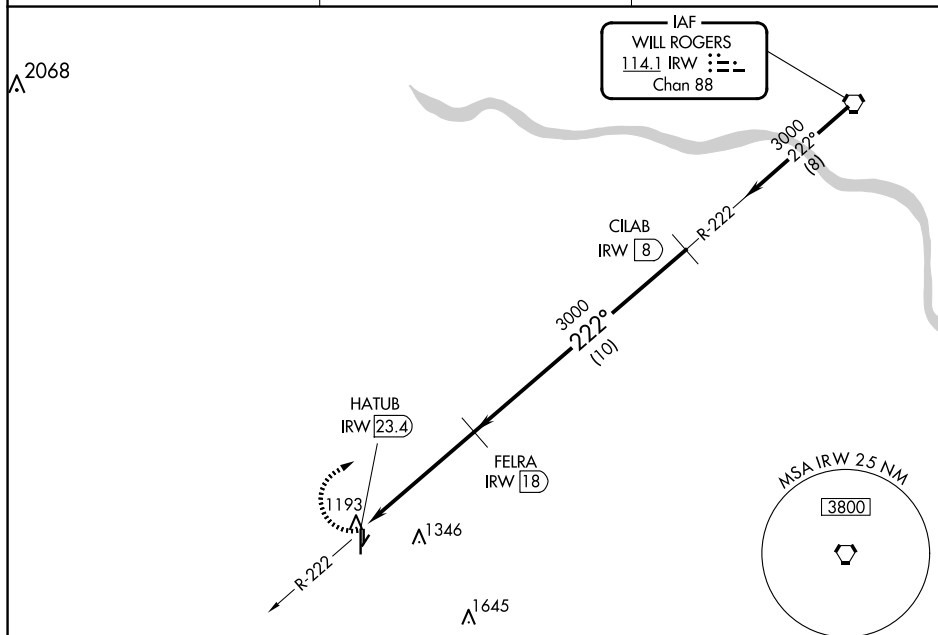 2068
IAF
WILL ROGERS
114.1 IRW
Chan 88
3000
222°
(8)
R-222
CILAB
IRW 8
3000
222°
(10)
HATUB
IRW 23.4
FELRA
IRW 18
1193
1346
R-222
1645
MSA IRW 25 NM
3800